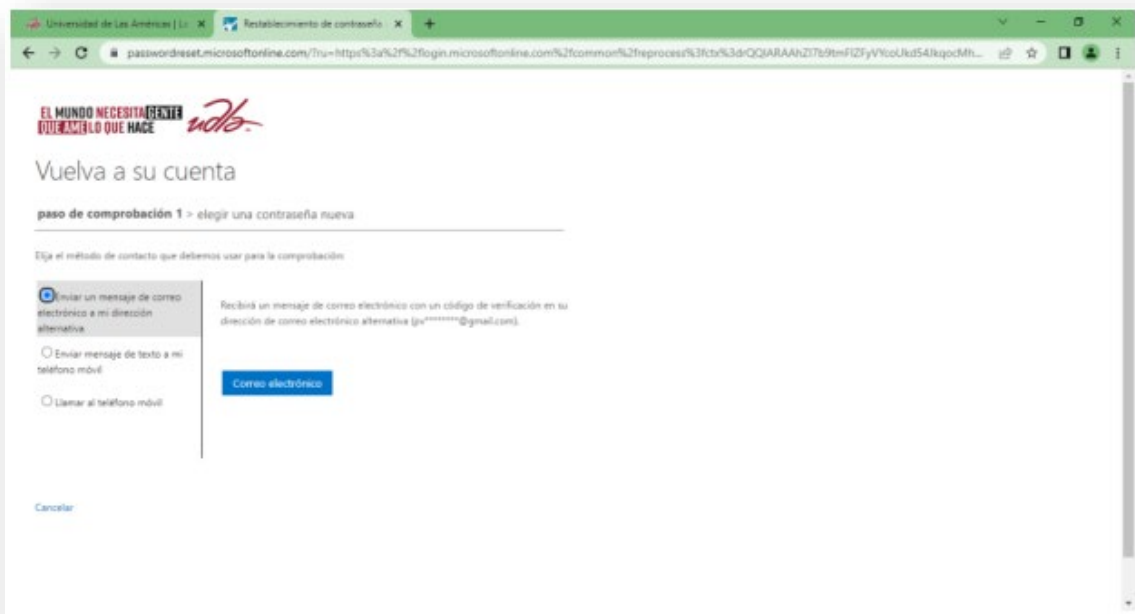 Universidad de Las Américas | Lo
Restablecimiento de contraseña
passwordreset.microsoftonline.com/?ru=https%3a%2f%2flogin.microsoftonline.com%2fcommon%2freprocess%3fctx%3d
EL MUNDO NECESITA GENTE
QUE AME LO QUE HACE
udla
Vuelva a su cuenta
paso de comprobación 1 > elegir una contraseña nueva
Elija el método de contacto que debemos usar para la comprobación:
Enviar un mensaje de correo
electrónico a mi dirección
alternativa
Enviar mensaje de texto a mi
teléfono móvil
Llamar al teléfono móvil
Recibirá un mensaje de correo electrónico con un código de verificación en su
dirección de correo electrónico alternativa (pv********@gmail.com).
Correo electrónico
Cancelar